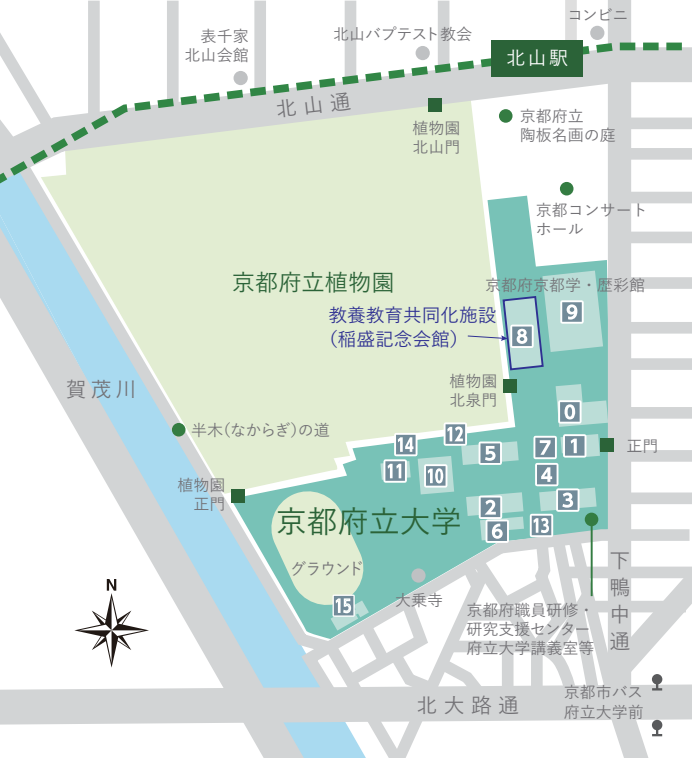 コンビニ
表千家
北山会館
北山バプテスト教会
北山駅
北山通
植物園
北山門
京都府立
陶板名画の庭
京都コンサート
ホール
京都府立植物園
京都府京都学・歴彩館
教養教育共同化施設
（稲盛記念会館）
9
8
賀茂川
植物園
北泉門
0
半木（なからぎ）の道
14
12
5
7
1
正門
11
10
4
植物園
正門
京都府立大学
2
3
6
13
グラウンド
大乗寺
15
下鴨中通
N
京都府職員研修・
研究支援センター
府立大学講義室等
北大路通
京都市バス
府立大学前